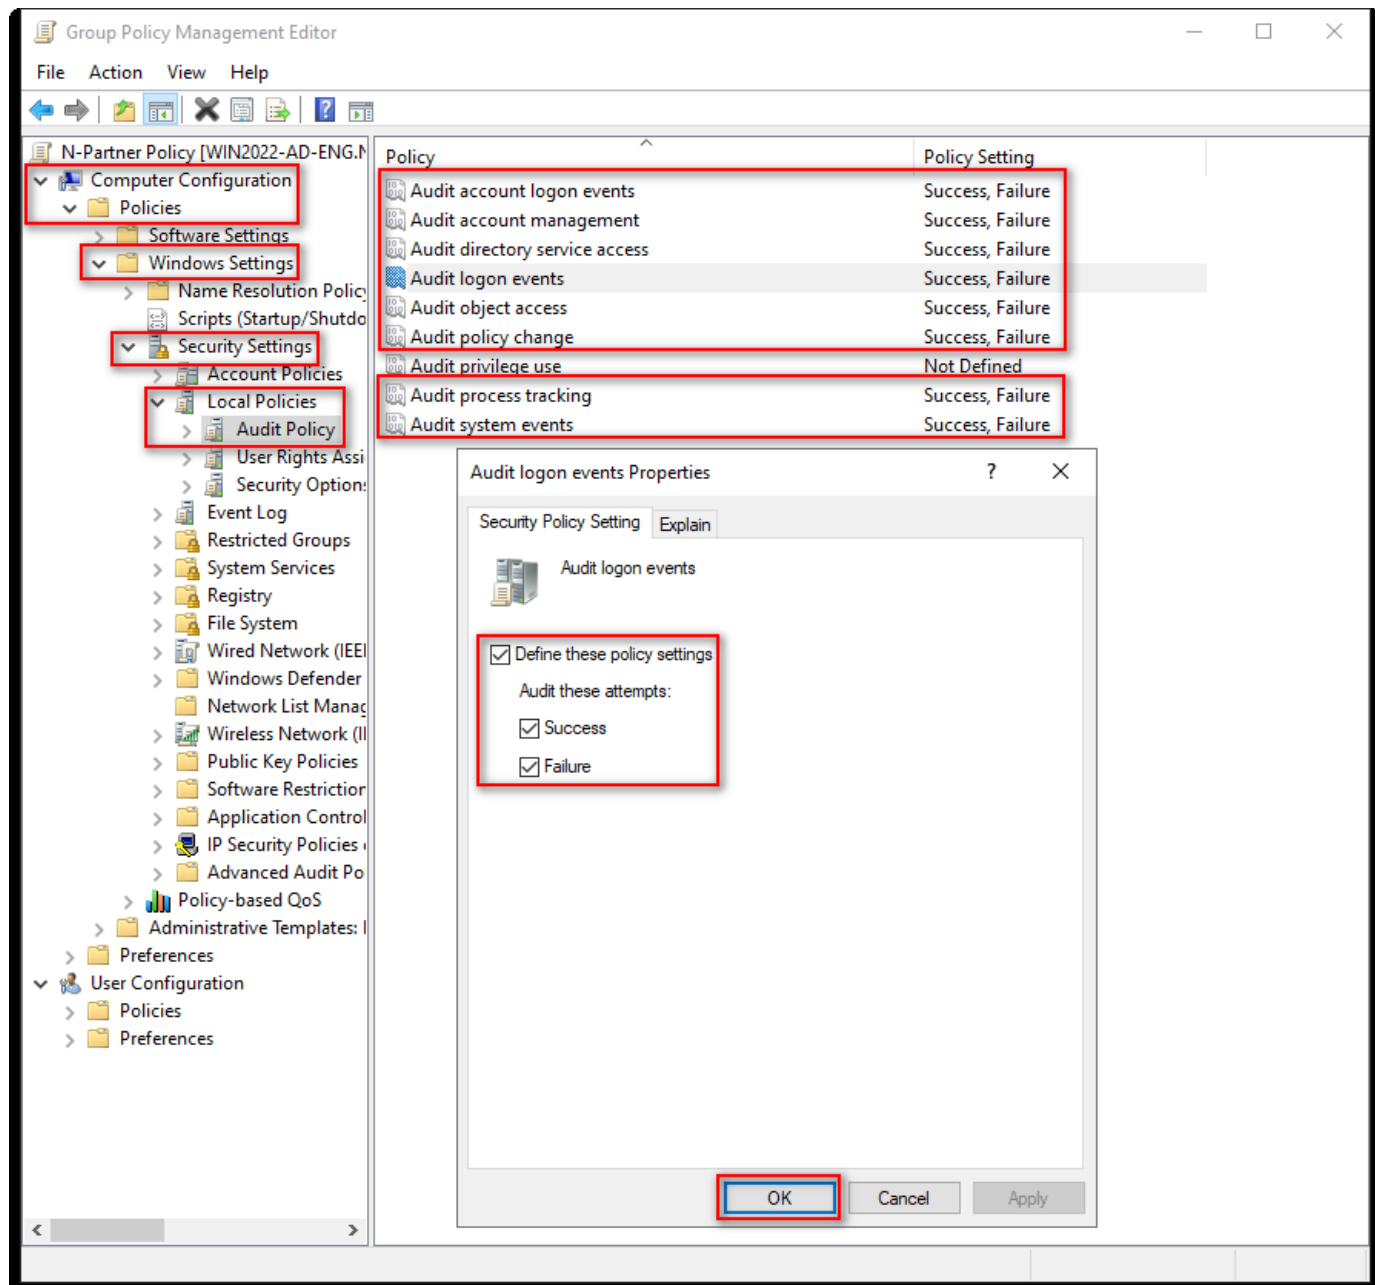 Group Policy Management Editor
File Action View Help
N-Partner Policy [WIN2022-AD-ENG.N
Computer Configuration
Policies
Software Settings
Windows Settings
Name Resolution Policy
Scripts (Startup/Shutdo
Security Settings
Account Policies
Local Policies
Audit Policy
User Rights Assi
Security Options
Event Log
Restricted Groups
System Services
Registry
File System
Wired Network (IEEE
Windows Defender
Network List Manag
Wireless Network (II
Public Key Policies
Software Restriction
Application Control
IP Security Policies
Advanced Audit Po
Policy-based QoS
Administrative Templates:
Preferences
User Configuration
Policies
Preferences
Policy Policy Setting
Audit account logon events Success, Failure
Audit account management Success, Failure
Audit directory service access Success, Failure
Audit logon events Success, Failure
Audit object access Success, Failure
Audit policy change Success, Failure
Audit privilege use Not Defined
Audit process tracking Success, Failure
Audit system events Success, Failure
Audit logon events Properties ?
Security Policy Setting Explain
Audit logon events
Define these policy settings
Audit these attempts:
Success
Failure
OK Cancel Apply